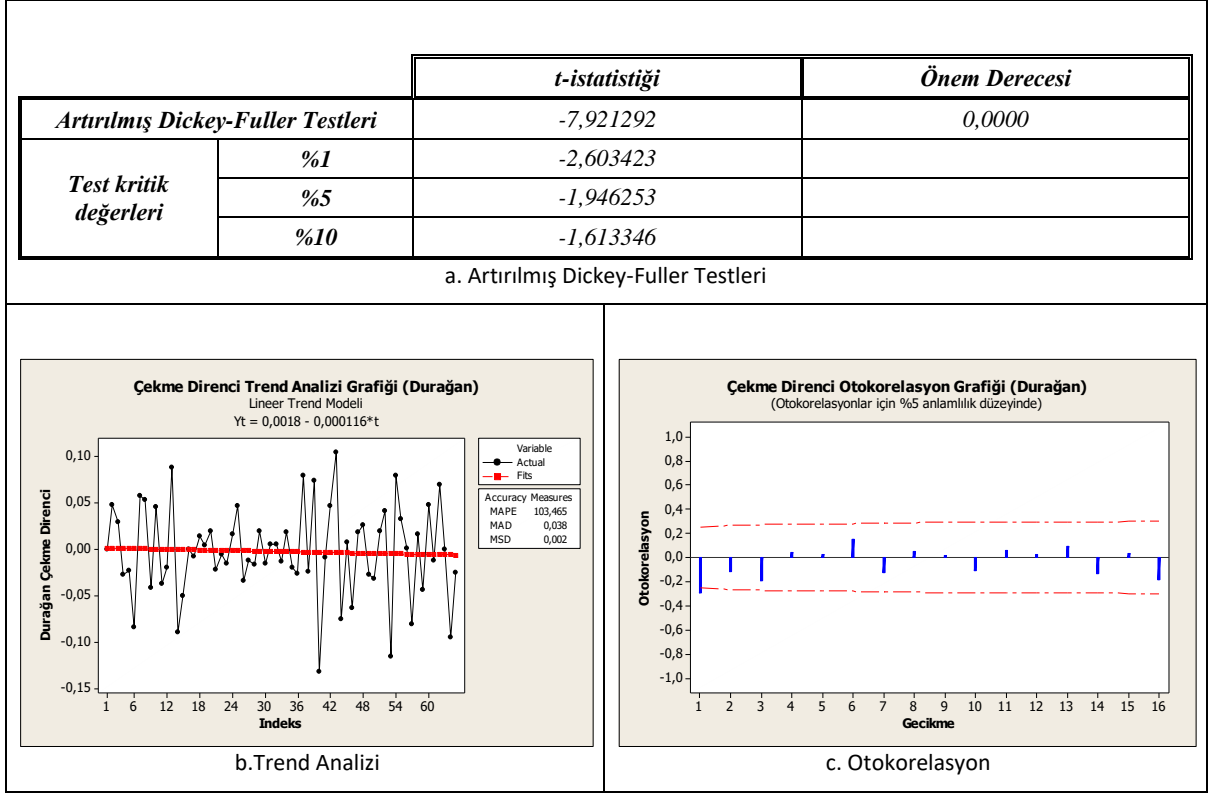 t-istatistiği Önem Derecesi
Artırılmış Dickey-Fuller Testleri -7,921292 0,0000
Test kritik değerleri %1 -2,603423
%5 -1,946253
%10 -1,613346
a. Artırılmış Dickey-Fuller Testleri
Çekme Direnci Trend Analizi Grafiği (Durağan)
Lineer Trend Modeli
Yt = 0,0018 - 0,000116*t
Durağan Çekme Direnci
0,10
0,05
0,00
-0,05
-0,10
-0,15
1 6 12 18 24 30 36 42 48 54 60
Indeks
Variable
Actual
Fits
Accuracy Measures
MAPE 103,465
MAD 0,038
MSD 0,002
b.Trend Analizi
Çekme Direnci Otokorelasyon Grafiği (Durağan)
(Otokorelasyonlar için %5 anlamlılık düzeyinde)
Otokorelasyon
1,0
0,8
0,6
0,4
0,2
0,0
-0,2
-0,4
-0,6
-0,8
-1,0
1 2 3 4 5 6 7 8 9 10 11 12 13 14 15 16
Gecikme
c. Otokorelasyon